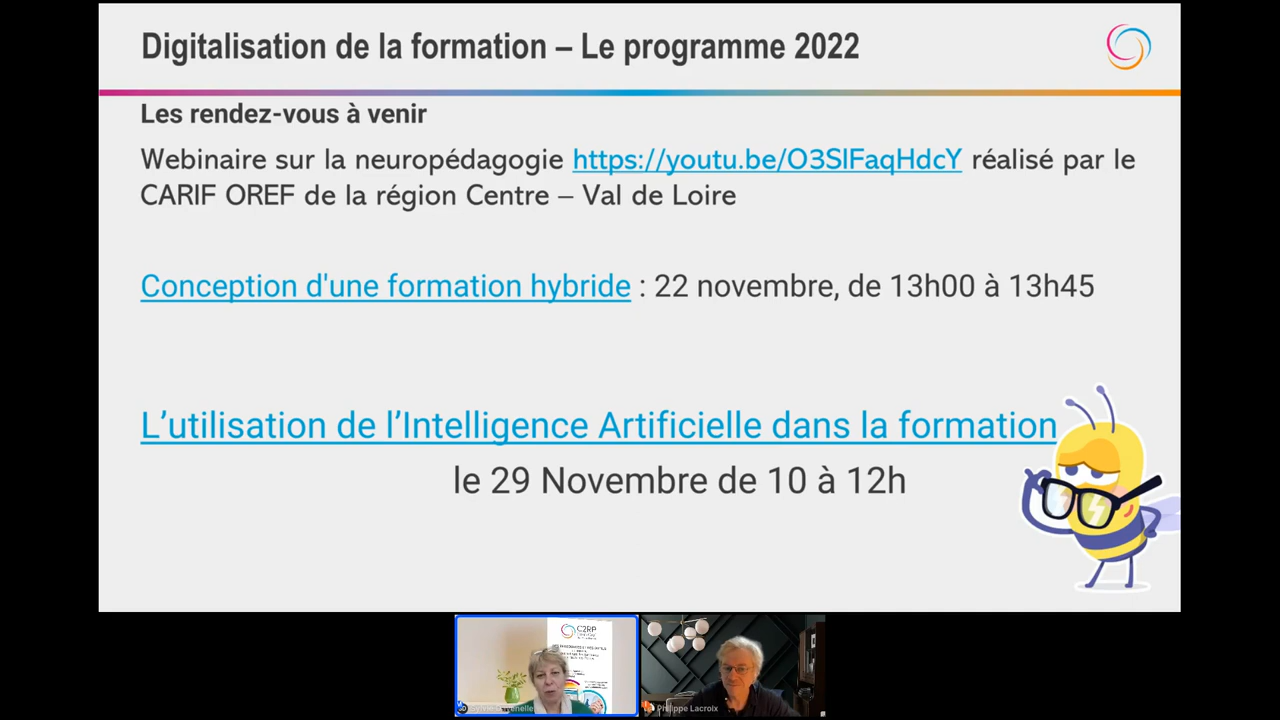 Digitalisation de la formation – Le programme 2022
Les rendez-vous à venir
Webinaire sur la neuropédagogie https://youtu.be/O3SlFaqHdcY réalisé par le
CARIF OREF de la région Centre – Val de Loire
Conception d'une formation hybride : 22 novembre, de 13h00 à 13h45
L’utilisation de l’Intelligence Artificielle dans la formation
le 29 Novembre de 10 à 12h
C2RP
Philippe Lacroix